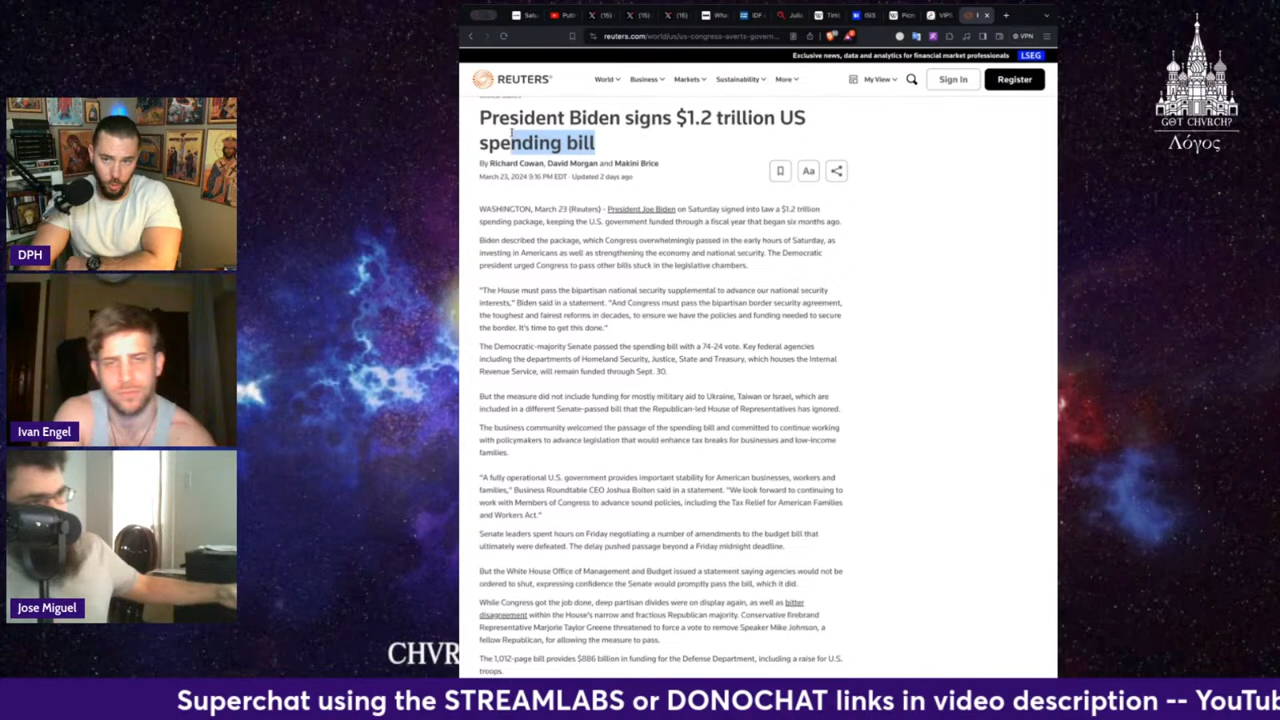 Satu
(15)
(15)
(15)
Wha
IDF
Julia
Timt
ISIS
Picn
VIPS
reuters.com/world/us/us-congress-averts-govern...
VPN
Exclusive news, data and analytics for financial market professionals
LSEG
REUTERS
World
Business
Markets
Sustainability
More
My View
Sign In
Register
United States
President Biden signs $1.2 trillion US
spending bill
By Richard Cowan, David Morgan and Makini Brice
March 23, 2024 9:16 PM EDT · Updated 2 days ago
Aa
WASHINGTON, March 23 (Reuters) - President Joe Biden on Saturday signed into law a $1.2 trillion
spending package, keeping the U.S. government funded through a fiscal year that began six months ago.
Biden described the package, which Congress overwhelmingly passed in the early hours of Saturday, as
investing in Americans as well as strengthening the economy and national security. The Democratic
president urged Congress to pass other bills stuck in the legislative chambers.
"The House must pass the bipartisan national security supplemental to advance our national security
interests," Biden said in a statement. "And Congress must pass the bipartisan border security agreement,
the toughest and fairest reforms in decades, to ensure we have the policies and funding needed to secure
the border. It's time to get this done."
The Democratic-majority Senate passed the spending bill with a 74-24 vote. Key federal agencies
including the departments of Homeland Security, Justice, State and Treasury, which houses the Internal
Revenue Service, will remain funded through Sept. 30.
But the measure did not include funding for mostly military aid to Ukraine, Taiwan or Israel, which are
included in a different Senate-passed bill that the Republican-led House of Representatives has ignored.
The business community welcomed the passage of the spending bill and committed to continue working
with policymakers to advance legislation that would enhance tax breaks for businesses and low-income
families.
"A fully operational U.S. government provides important stability for American businesses, workers and
families," Business Roundtable CEO Joshua Bolten said in a statement. "We look forward to continuing to
work with Members of Congress to advance sound policies, including the Tax Relief for American Families
and Workers Act."
Senate leaders spent hours on Friday negotiating a number of amendments to the budget bill that
ultimately were defeated. The delay pushed passage beyond a Friday midnight deadline.
But the White House Office of Management and Budget issued a statement saying agencies would not be
ordered to shut, expressing confidence the Senate would promptly pass the bill, which it did.
While Congress got the job done, deep partisan divides were on display again, as well as bitter
disagreement within the House's narrow and fractious Republican majority. Conservative firebrand
Representative Marjorie Taylor Greene threatened to force a vote to remove Speaker Mike Johnson, a
fellow Republican, for allowing the measure to pass.
The 1,012-page bill provides $886 billion in funding for the Defense Department, including a raise for U.S.
troops.
DPH
Ivan Engel
Jose Miguel
GOT CHVRCH?
Λόγος
CHVR
Superchat using the STREAMLABS or DONOCHAT links in video description -- YouTub